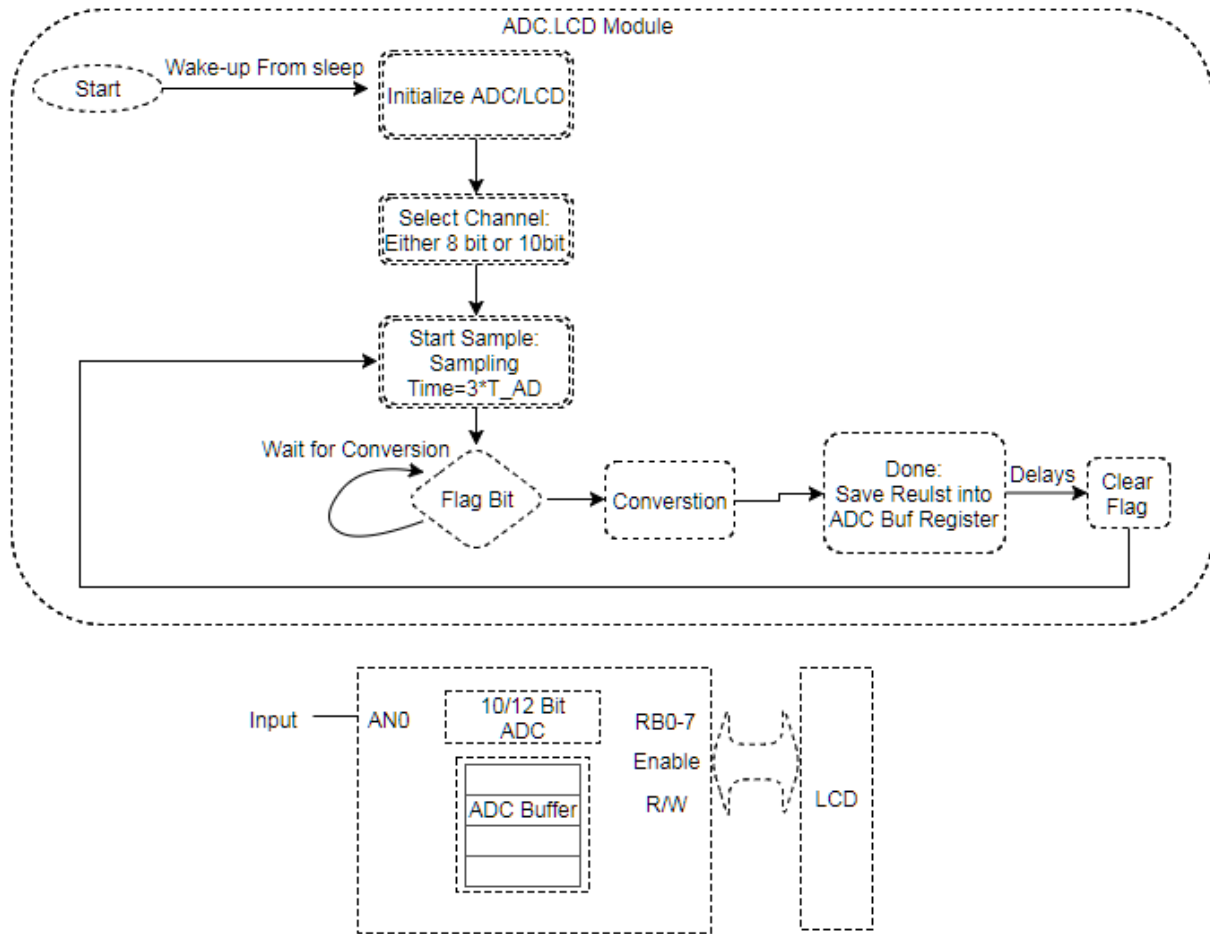 ADC.LCD Module
Start
Wake-up From sleep
Initialize ADC/LCD
Select Channel:
Either 8 bit or 10bit
Start Sample:
Sampling
Time=3*T_AD
Wait for Conversion
Flag Bit
Converstion
Done:
Save Reulst into
ADC Buf Register
Delays
Clear
Flag
Input
AN0
10/12 Bit
ADC
ADC Buffer
RB0-7
Enable
R/W
LCD